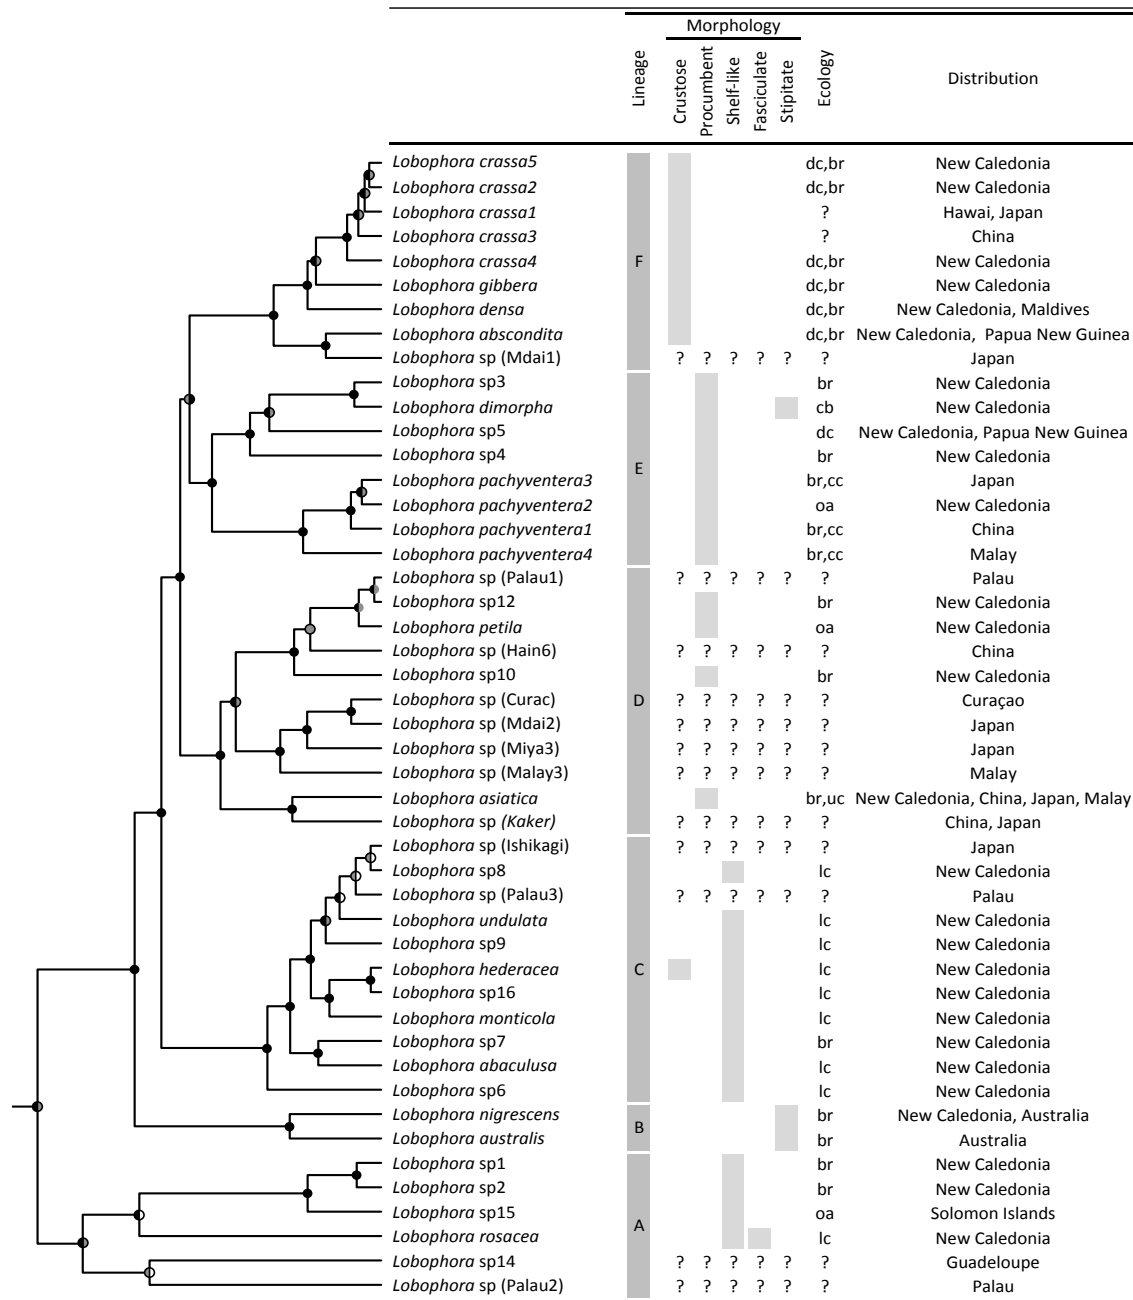 Morphology
Lineage Crustose Procumbent Shelf-like Fasciculate Stipitate Ecology Distribution
Lobophora crassa5 dc,br New Caledonia
Lobophora crassa2 dc,br New Caledonia
Lobophora crassa1 ? Hawai, Japan
Lobophora crassa3 ? China
Lobophora crassa4 F dc,br New Caledonia
Lobophora gibbera dc,br New Caledonia
Lobophora densa dc,br New Caledonia, Maldives
Lobophora abscondita dc,br New Caledonia, Papua New Guinea
Lobophora sp (Mdai1) ? ? ? ? ? ? Japan
Lobophora sp3 br New Caledonia
Lobophora dimorpha cb New Caledonia
Lobophora sp5 dc New Caledonia, Papua New Guinea
Lobophora sp4 br New Caledonia
E
Lobophora pachyventera3 br,cc Japan
Lobophora pachyventera2 oa New Caledonia
Lobophora pachyventera1 br,cc China
Lobophora pachyventera4 br,cc Malay
Lobophora sp (Palau1) ? ? ? ? ? ? Palau
Lobophora sp12 br New Caledonia
Lobophora petila oa New Caledonia
Lobophora sp (Hain6) ? ? ? ? ? ? China
Lobophora sp10 br New Caledonia
Lobophora sp (Curac) D ? ? ? ? ? ? Curaçao
Lobophora sp (Mdai2) ? ? ? ? ? ? Japan
Lobophora sp (Miya3) ? ? ? ? ? ? Japan
Lobophora sp (Malay3) ? ? ? ? ? ? Malay
Lobophora asiatica br,uc New Caledonia, China, Japan, Malay
Lobophora sp (Kaker) ? ? ? ? ? ? China, Japan
Lobophora sp (Ishikagi) ? ? ? ? ? ? Japan
Lobophora sp8 lc New Caledonia
Lobophora sp (Palau3) ? ? ? ? ? ? Palau
Lobophora undulata lc New Caledonia
Lobophora sp9 lc New Caledonia
Lobophora hederacea C lc New Caledonia
Lobophora sp16 lc New Caledonia
Lobophora monticola lc New Caledonia
Lobophora sp7 br New Caledonia
Lobophora abaculusa lc New Caledonia
Lobophora sp6 lc New Caledonia
Lobophora nigrescens br New Caledonia, Australia
B
Lobophora australis br Australia
Lobophora sp1 br New Caledonia
Lobophora sp2 br New Caledonia
Lobophora sp15 oa Solomon Islands
A
Lobophora rosacea lc New Caledonia
Lobophora sp14 ? ? ? ? ? ? Guadeloupe
Lobophora sp (Palau2) ? ? ? ? ? ? Palau